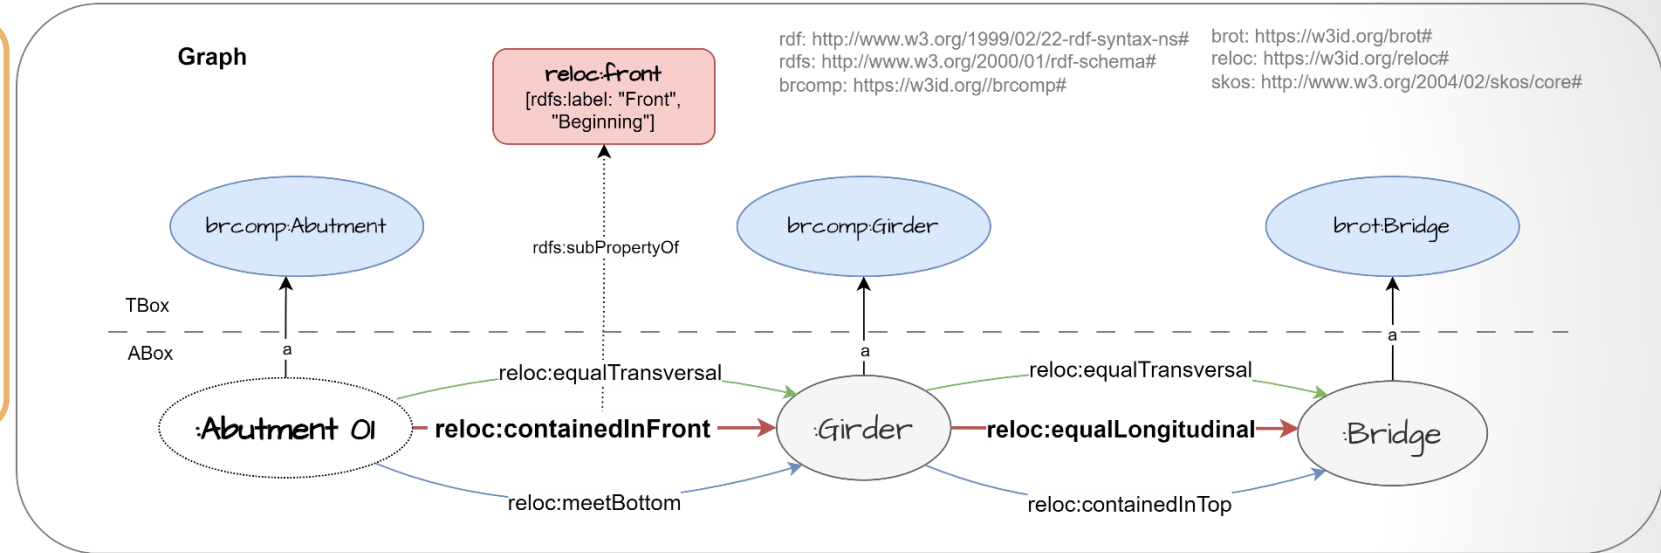 Graph
rdf: http://www.w3.org/1999/02/22-rdf-syntax-ns#
rdfs: http://www.w3.org/2000/01/rdf-schema#
brcomp: https://w3id.org//brcomp#
brot: https://w3id.org/brot#
reloc: https://w3id.org/reloc#
skos: http://www.w3.org/2004/02/skos/core#
reloc:front
[rdfs:label: "Front",
"Beginning"]
brcomp:Abutment
brcomp:Girder
brot:Bridge
rdfs:subPropertyOf
TBox
ABox
a
a
a
reloc:equalTransversal
reloc:equalTransversal
:Abutment 01
reloc:containedInFront
:Girder
reloc:equalLongitudinal
:Bridge
reloc:meetBottom
reloc:containedInTop